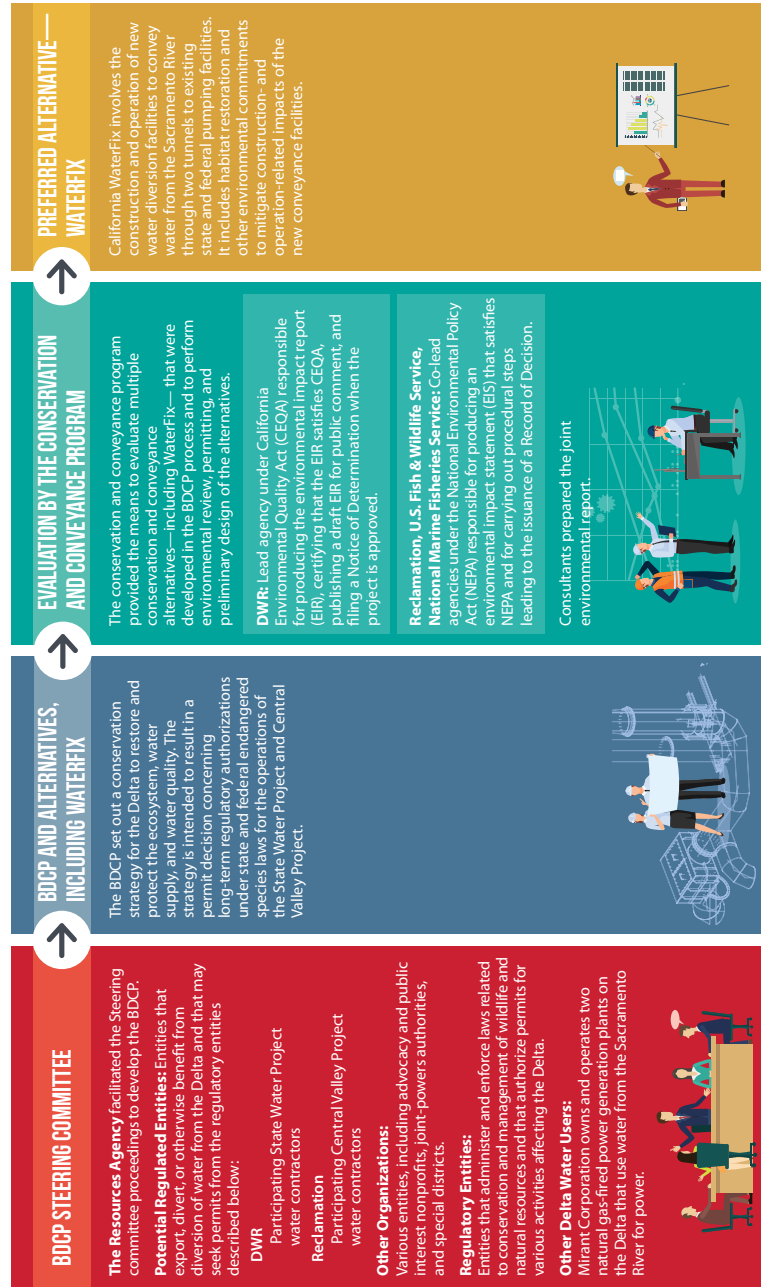 BDCP STEERING COMMITTEE
The Resources Agency facilitated the Steering
committee proceedings to develop the BDCP.
Potential Regulated Entities: Entities that
export, divert, or otherwise benefit from
diversion of water from the Delta and that may
seek permits from the regulatory entities
described below:
DWR
Participating State Water Project
water contractors
Reclamation
Participating Central Valley Project
water contractors
Other Organizations:
Various entities, including advocacy and public
interest nonprofits, joint-powers authorities,
and special districts.
Regulatory Entities:
Entities that administer and enforce laws related
to conservation and management of wildlife and
natural resources and that authorize permits for
various activities affecting the Delta.
Other Delta Water Users:
Mirant Corporation owns and operates two
natural gas-fired power generation plants on
the Delta that use water from the Sacramento
River for power.
BDCP AND ALTERNATIVES,
INCLUDING WATERFIX
The BDCP set out a conservation
strategy for the Delta to restore and
protect the ecosystem, water
supply, and water quality. The
strategy is intended to result in a
permit decision concerning
long-term regulatory authorizations
under state and federal endangered
species laws for the operations of
the State Water Project and Central
Valley Project.
EVALUATION BY THE CONSERVATION
AND CONVEYANCE PROGRAM
The conservation and conveyance program
provided the means to evaluate multiple
conservation and conveyance
alternatives—including WaterFix— that were
developed in the BDCP process and to perform
environmental review, permitting, and
preliminary design of the alternatives.
DWR: Lead agency under California
Environmental Quality Act (CEQA) responsible
for producing the environmental impact report
(EIR), certifying that the EIR satisfies CEQA,
publishing a draft EIR for public comment, and
filing a Notice of Determination when the
project is approved.
Reclamation, U.S. Fish & Wildlife Service,
National Marine Fisheries Service: Co-lead
agencies under the National Environmental Policy
Act (NEPA) responsible for producing an
environmental impact statement (EIS) that satisfies
NEPA and for carrying out procedural steps
leading to the issuance of a Record of Decision.
Consultants prepared the joint
environmental report.
PREFERRED ALTERNATIVE—
WATERFIX
California WaterFix involves the
construction and operation of new
water diversion facilities to convey
water from the Sacramento River
through two tunnels to existing
state and federal pumping facilities.
It includes habitat restoration and
other environmental commitments
to mitigate construction- and
operation-related impacts of the
new conveyance facilities.